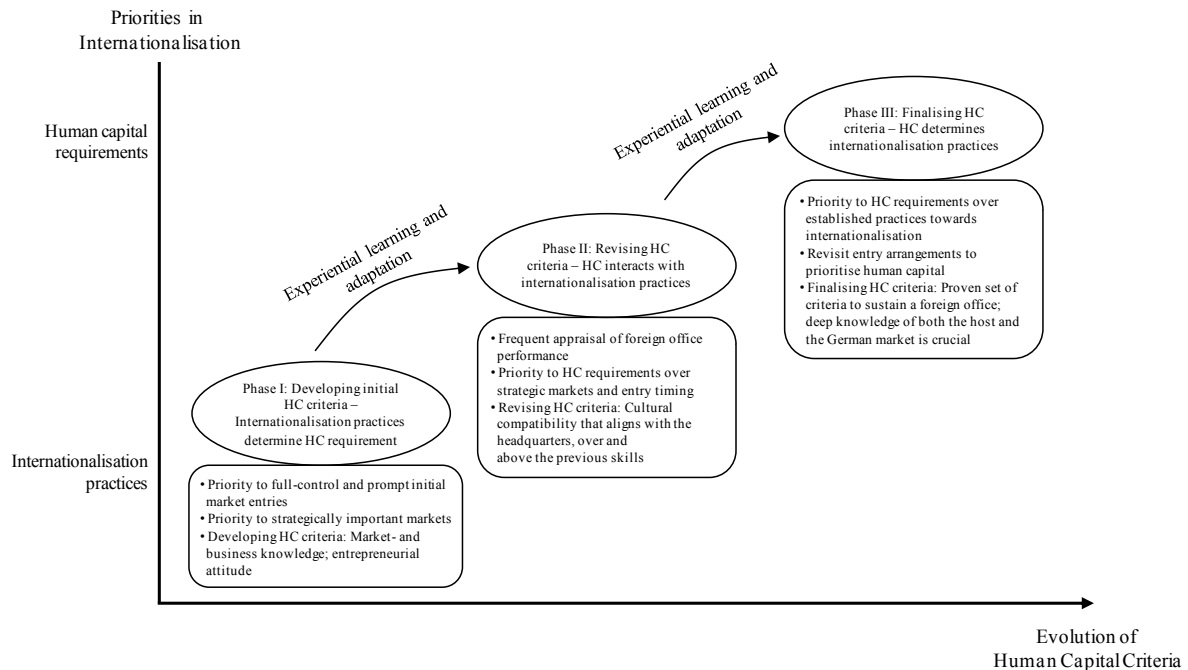 Priorities in
Internationalisation
Human capital
requirements
Internationalisation
practices
Experiential learning and
adaptation
Experiential learning and
adaptation
Phase I: Developing initial
HC criteria –
Internationalisation practices
determine HC requirement
• Priority to full-control and prompt initial
market entries
• Priority to strategically important markets
• Developing HC criteria: Market- and
business knowledge; entrepreneurial
attitude
Phase II: Revising HC
criteria – HC interacts with
internationalisation practices
• Frequent appraisal of foreign office
performance
• Priority to HC requirements over
strategic markets and entry timing
• Revising HC criteria: Cultural
compatibility that aligns with the
headquarters, over and
above the previous skills
Phase III: Finalising HC
criteria – HC determines
internationalisation practices
• Priority to HC requirements over
established practices towards
internationalisation
• Revisit entry arrangements to
prioritise human capital
• Finalising HC criteria: Proven set of
criteria to sustain a foreign office;
deep knowledge of both the host and
the German market is crucial
Evolution of
Human Capital Criteria